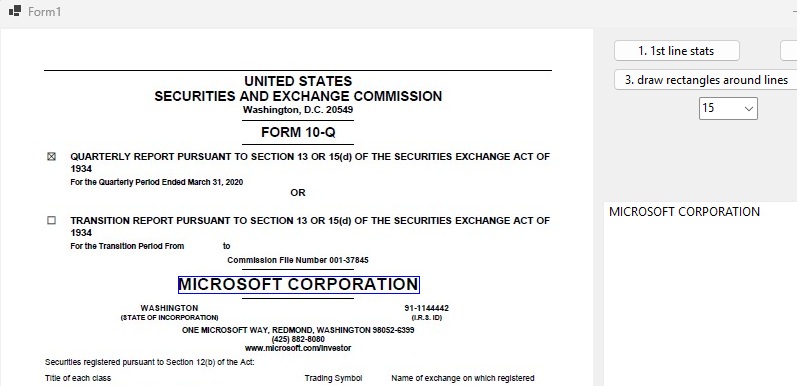 Form1
1. 1st line stats
3. draw rectangles around lines
15
MICROSOFT CORPORATION
UNITED STATES
SECURITIES AND EXCHANGE COMMISSION
Washington, D.C. 20549
FORM 10-Q
☒ QUARTERLY REPORT PURSUANT TO SECTION 13 OR 15(d) OF THE SECURITIES EXCHANGE ACT OF
1934
For the Quarterly Period Ended March 31, 2020
OR
☐ TRANSITION REPORT PURSUANT TO SECTION 13 OR 15(d) OF THE SECURITIES EXCHANGE ACT OF
1934
For the Transition Period From to
Commission File Number 001-37845
MICROSOFT CORPORATION
WASHINGTON 91-1144442
(STATE OF INCORPORATION) (I.R.S. ID)
ONE MICROSOFT WAY, REDMOND, WASHINGTON 98052-6399
(425) 882-8080
www.microsoft.com/investor
Securities registered pursuant to Section 12(b) of the Act:
Title of each class Trading Symbol Name of exchange on which registered